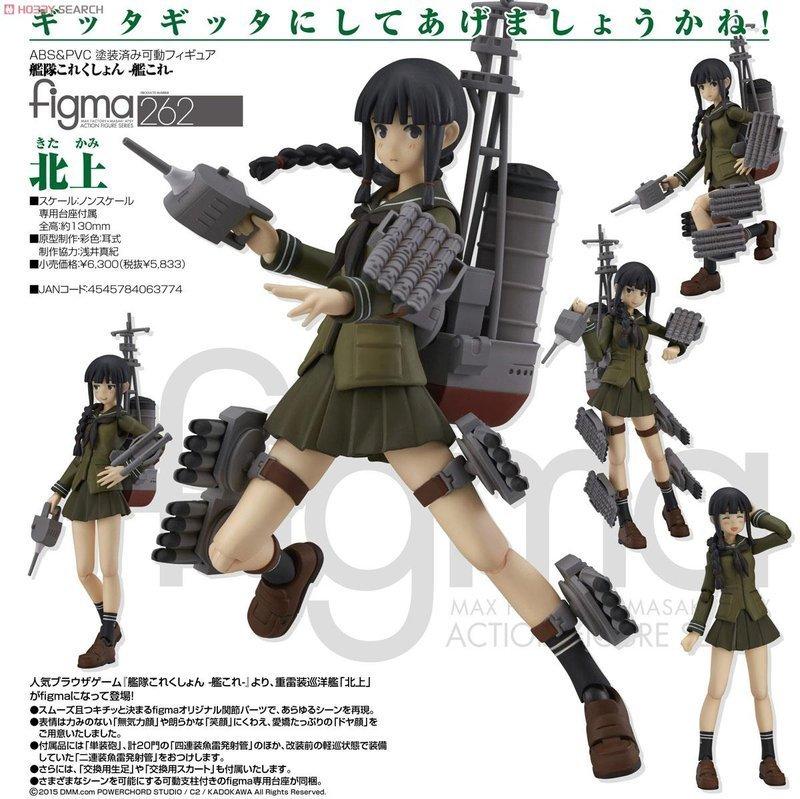 HOBBY SEARCH
ギッタギッタにしてあげましょうかね!
ABS&PVC 塗装済み可動フィギュア
艦隊これくしょん -艦これ-
figma
PRODUCTS NUMBER
262
MAX FACTORY×MASAKI APSY
ACTION FIGURE SERIES
きた かみ
北上
■スケール:ノンスケール
専用台座付属
全高:約130mm
■原型制作・彩色:耳式
制作協力:浅井真紀
■小売価格:¥6,300(税抜¥5,833)
■JANコード:4545784063774
figma
MAX F MASAK
ACTION FIGURE SER
人気ブラウザゲーム『艦隊これくしょん -艦これ-』より、重雷装巡洋艦「北上」
がfigmaになって登場!
●スムーズ且つキチッと決まるfigmaオリジナル関節パーツで、あらゆるシーンを再現。
●表情は力みのない「無気力顔」や朗らかな「笑顔」にくわえ、愛嬌たっぷりの「ドヤ顔」を
ご用意いたしました。
●付属品には「単装砲」、計20門の「四連装魚雷発射管」のほか、改装前の軽巡状態で装備
していた「二連装魚雷発射管」をおつけします。
●さらには、「交換用生足」や「交換用スカート」も付属いたします。
●さまざまなシーンを可能にする可動支柱付きのfigma専用台座が同梱。
©2015 DMM.com POWERCHORD STUDIO / C2 / KADOKAWA All Rights Reserved.